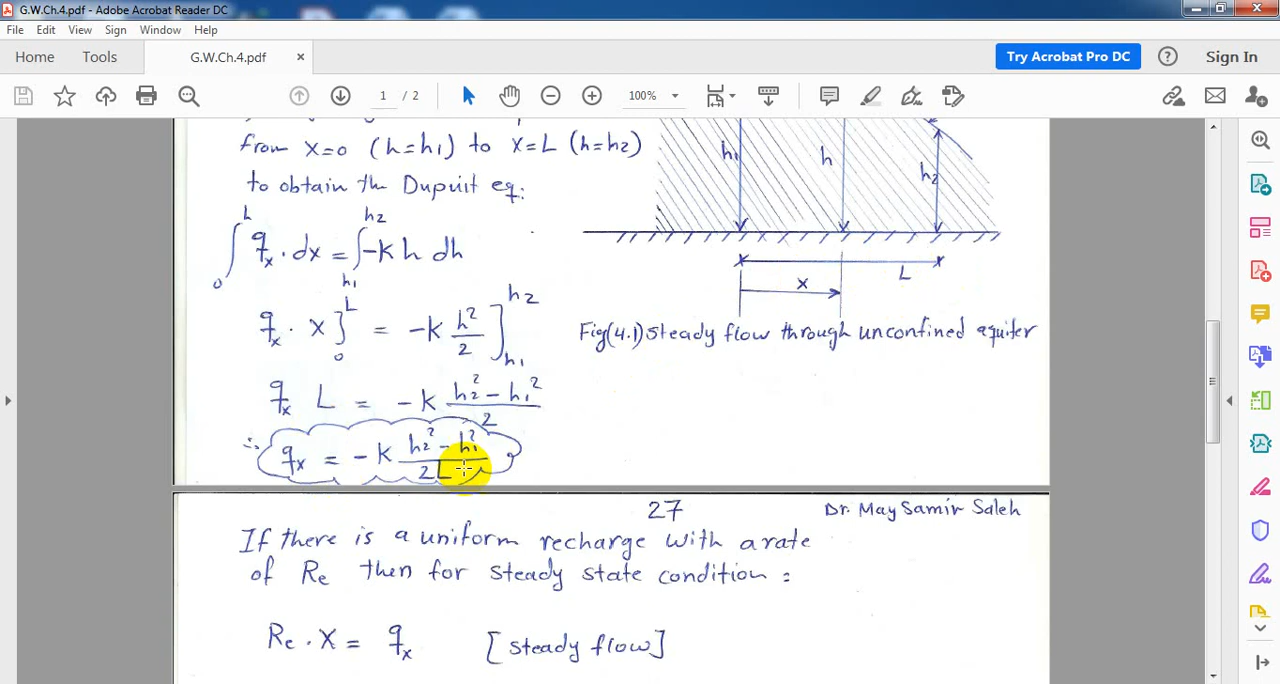 G.W.Ch.4.pdf - Adobe Acrobat Reader DC
File Edit View Sign Window Help
Home Tools G.W.Ch.4.pdf × Try Acrobat Pro DC ? Sign In
1 / 2 100%
from x=0 (h=h1) to x=L (h=h2)
to obtain the Dupuit eq:
∫₀ᴸ qx . dx = ∫h1^h2 -k h dh
qx . x ]₀ᴸ = -k h²/2 ]h1^h2
qx L = -k (h2² - h1²)/2
∴ qx = -k (h2² - h1²)/2L
h1 h h2
L
x
Fig(4.1) Steady flow through unconfined aquifer
27 Dr. May Samir Saleh
If there is a uniform recharge with a rate
of Re then for steady state condition :
Re . X = qx [steady flow]